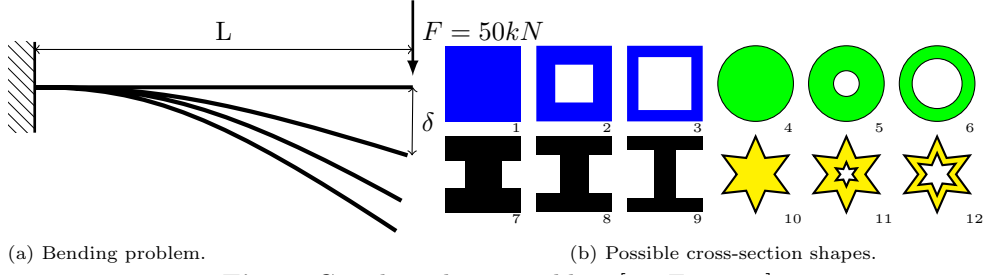 L
F = 50kN
δ
1 2 3 4 5 6
7 8 9 10 11 12
(a) Bending problem.
(b) Possible cross-section shapes.